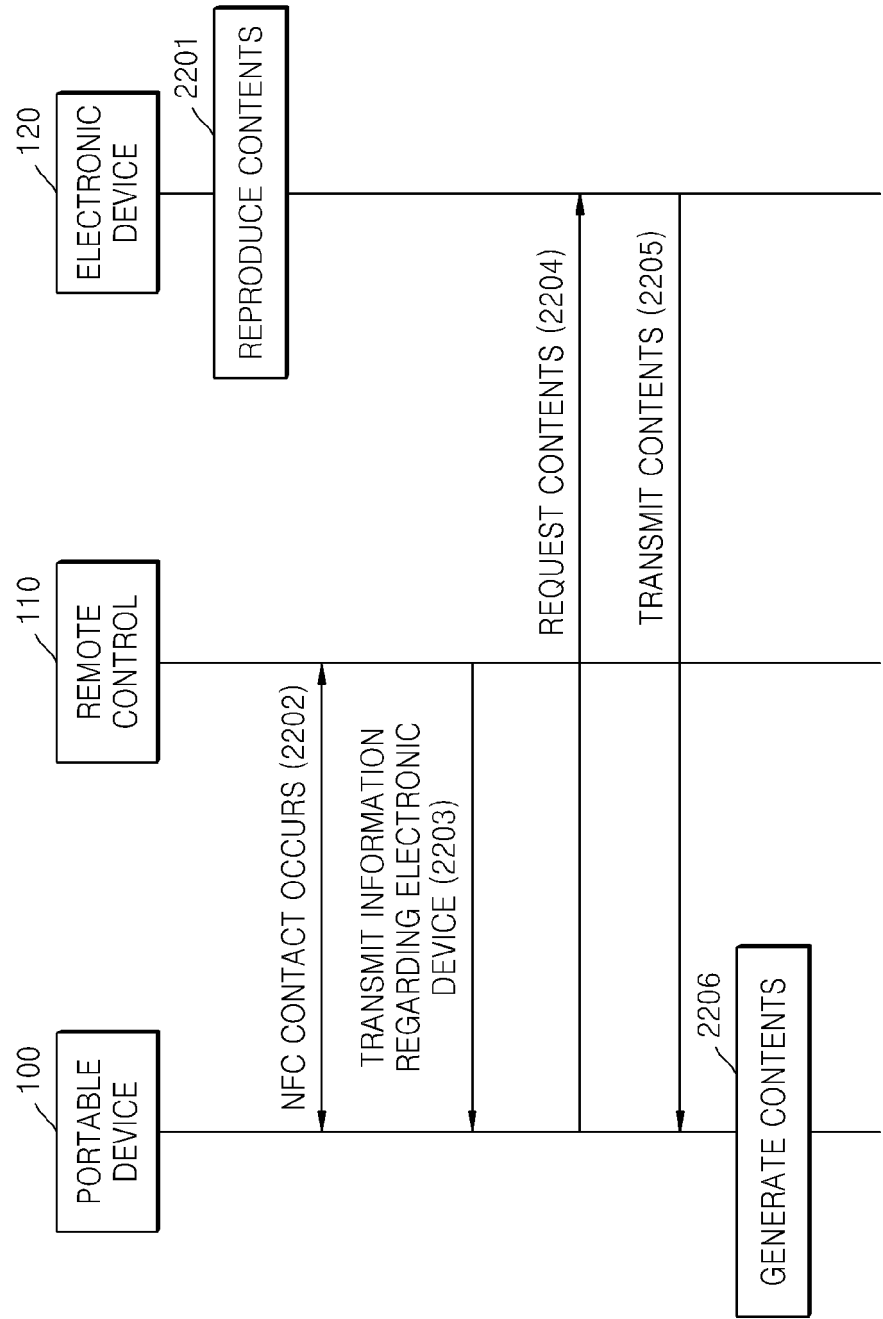 100
PORTABLE
DEVICE
110
REMOTE
CONTROL
120
ELECTRONIC
DEVICE
2201
REPRODUCE CONTENTS
NFC CONTACT OCCURS (2202)
TRANSMIT INFORMATION
REGARDING ELECTRONIC
DEVICE (2203)
REQUEST CONTENTS (2204)
TRANSMIT CONTENTS (2205)
2206
GENERATE CONTENTS